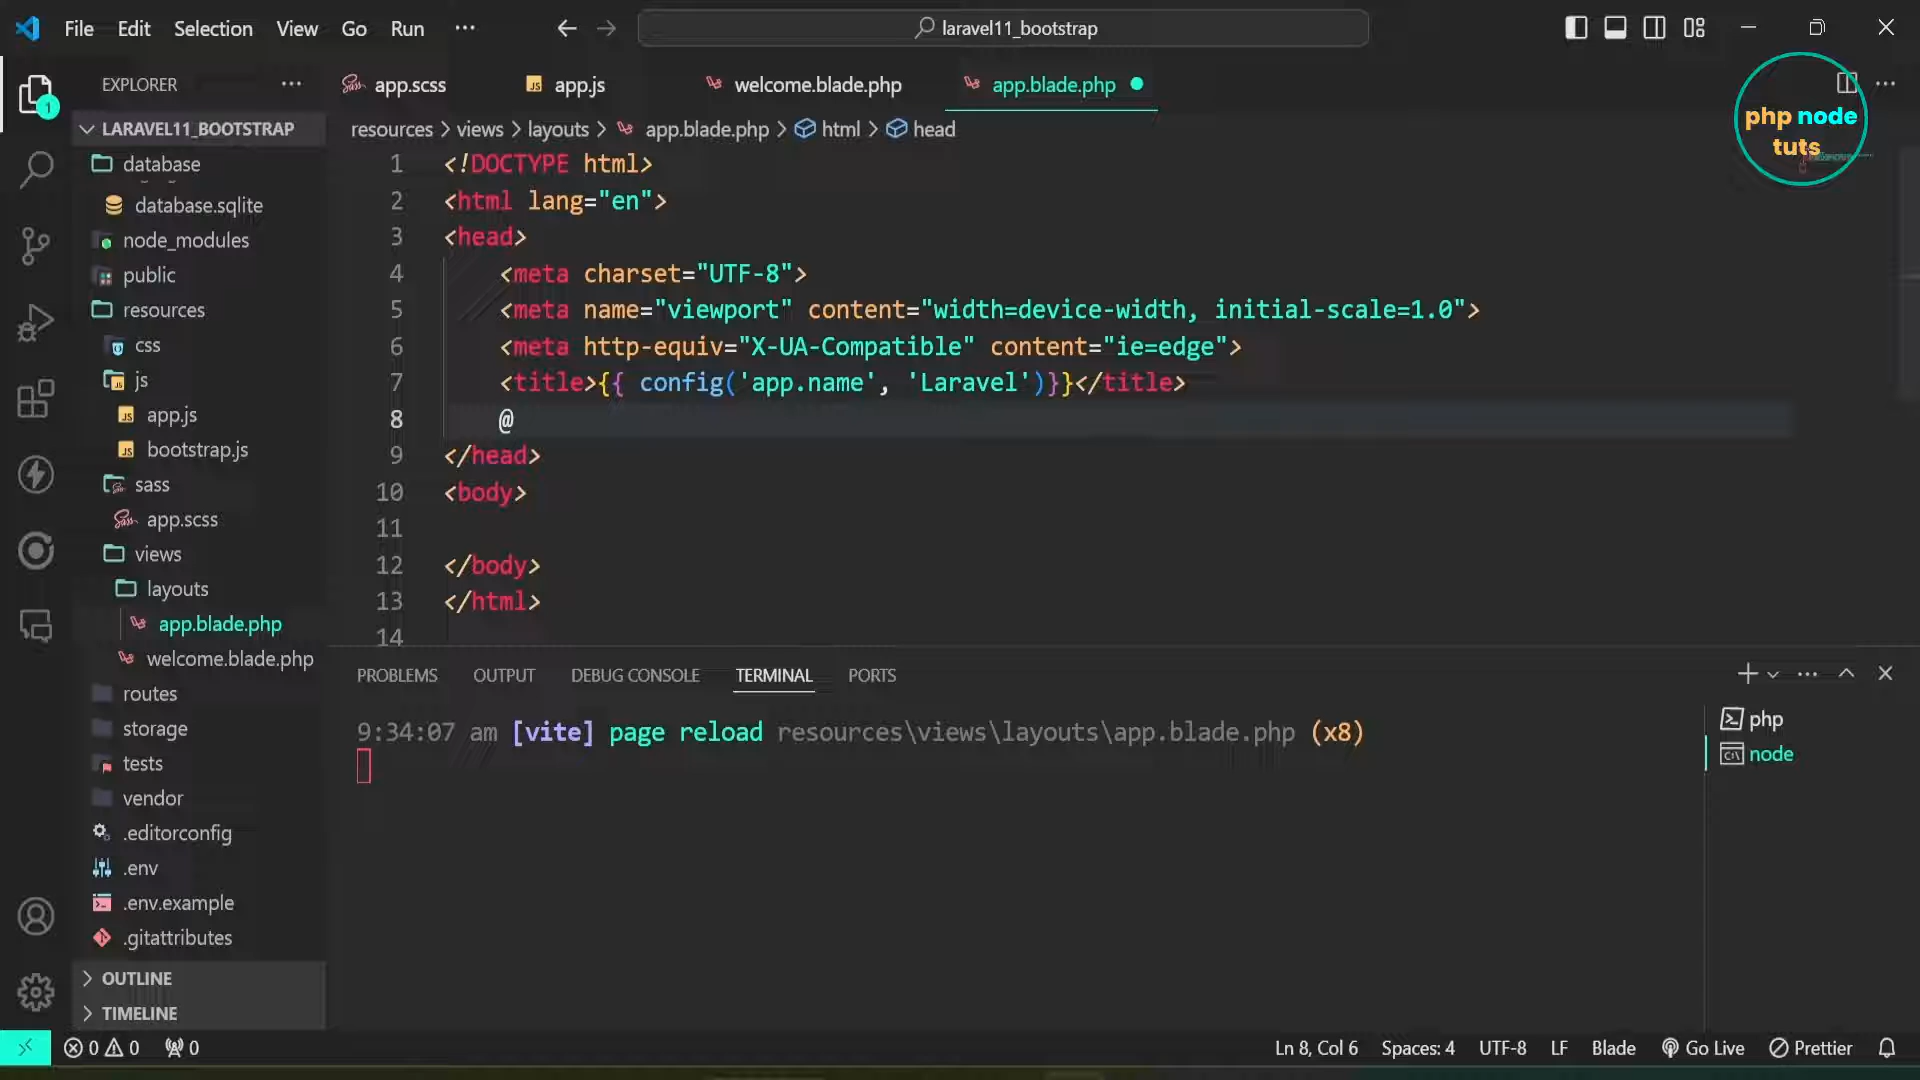 File Edit Selection View Go Run ···
laravel11_bootstrap
EXPLORER
app.scss
app.js
welcome.blade.php
app.blade.php
php node
tuts
LARAVEL11_BOOTSTRAP
resources > views > layouts > app.blade.php > html > head
database
database.sqlite
node_modules
public
resources
css
js
app.js
bootstrap.js
sass
app.scss
views
layouts
app.blade.php
welcome.blade.php
routes
storage
tests
vendor
.editorconfig
.env
.env.example
.gitattributes
OUTLINE
TIMELINE
1 <!DOCTYPE html>
2 <html lang="en">
3 <head>
4 <meta charset="UTF-8">
5 <meta name="viewport" content="width=device-width, initial-scale=1.0">
6 <meta http-equiv="X-UA-Compatible" content="ie=edge">
7 <title>{{ config('app.name', 'Laravel')}}</title>
8 @
9 </head>
10 <body>
11
12 </body>
13 </html>
14
PROBLEMS OUTPUT DEBUG CONSOLE TERMINAL PORTS
9:34:07 am [vite] page reload resources\views\layouts\app.blade.php (x8)
php
node
0 0 0
Ln 8, Col 6 Spaces: 4 UTF-8 LF Blade Go Live Prettier